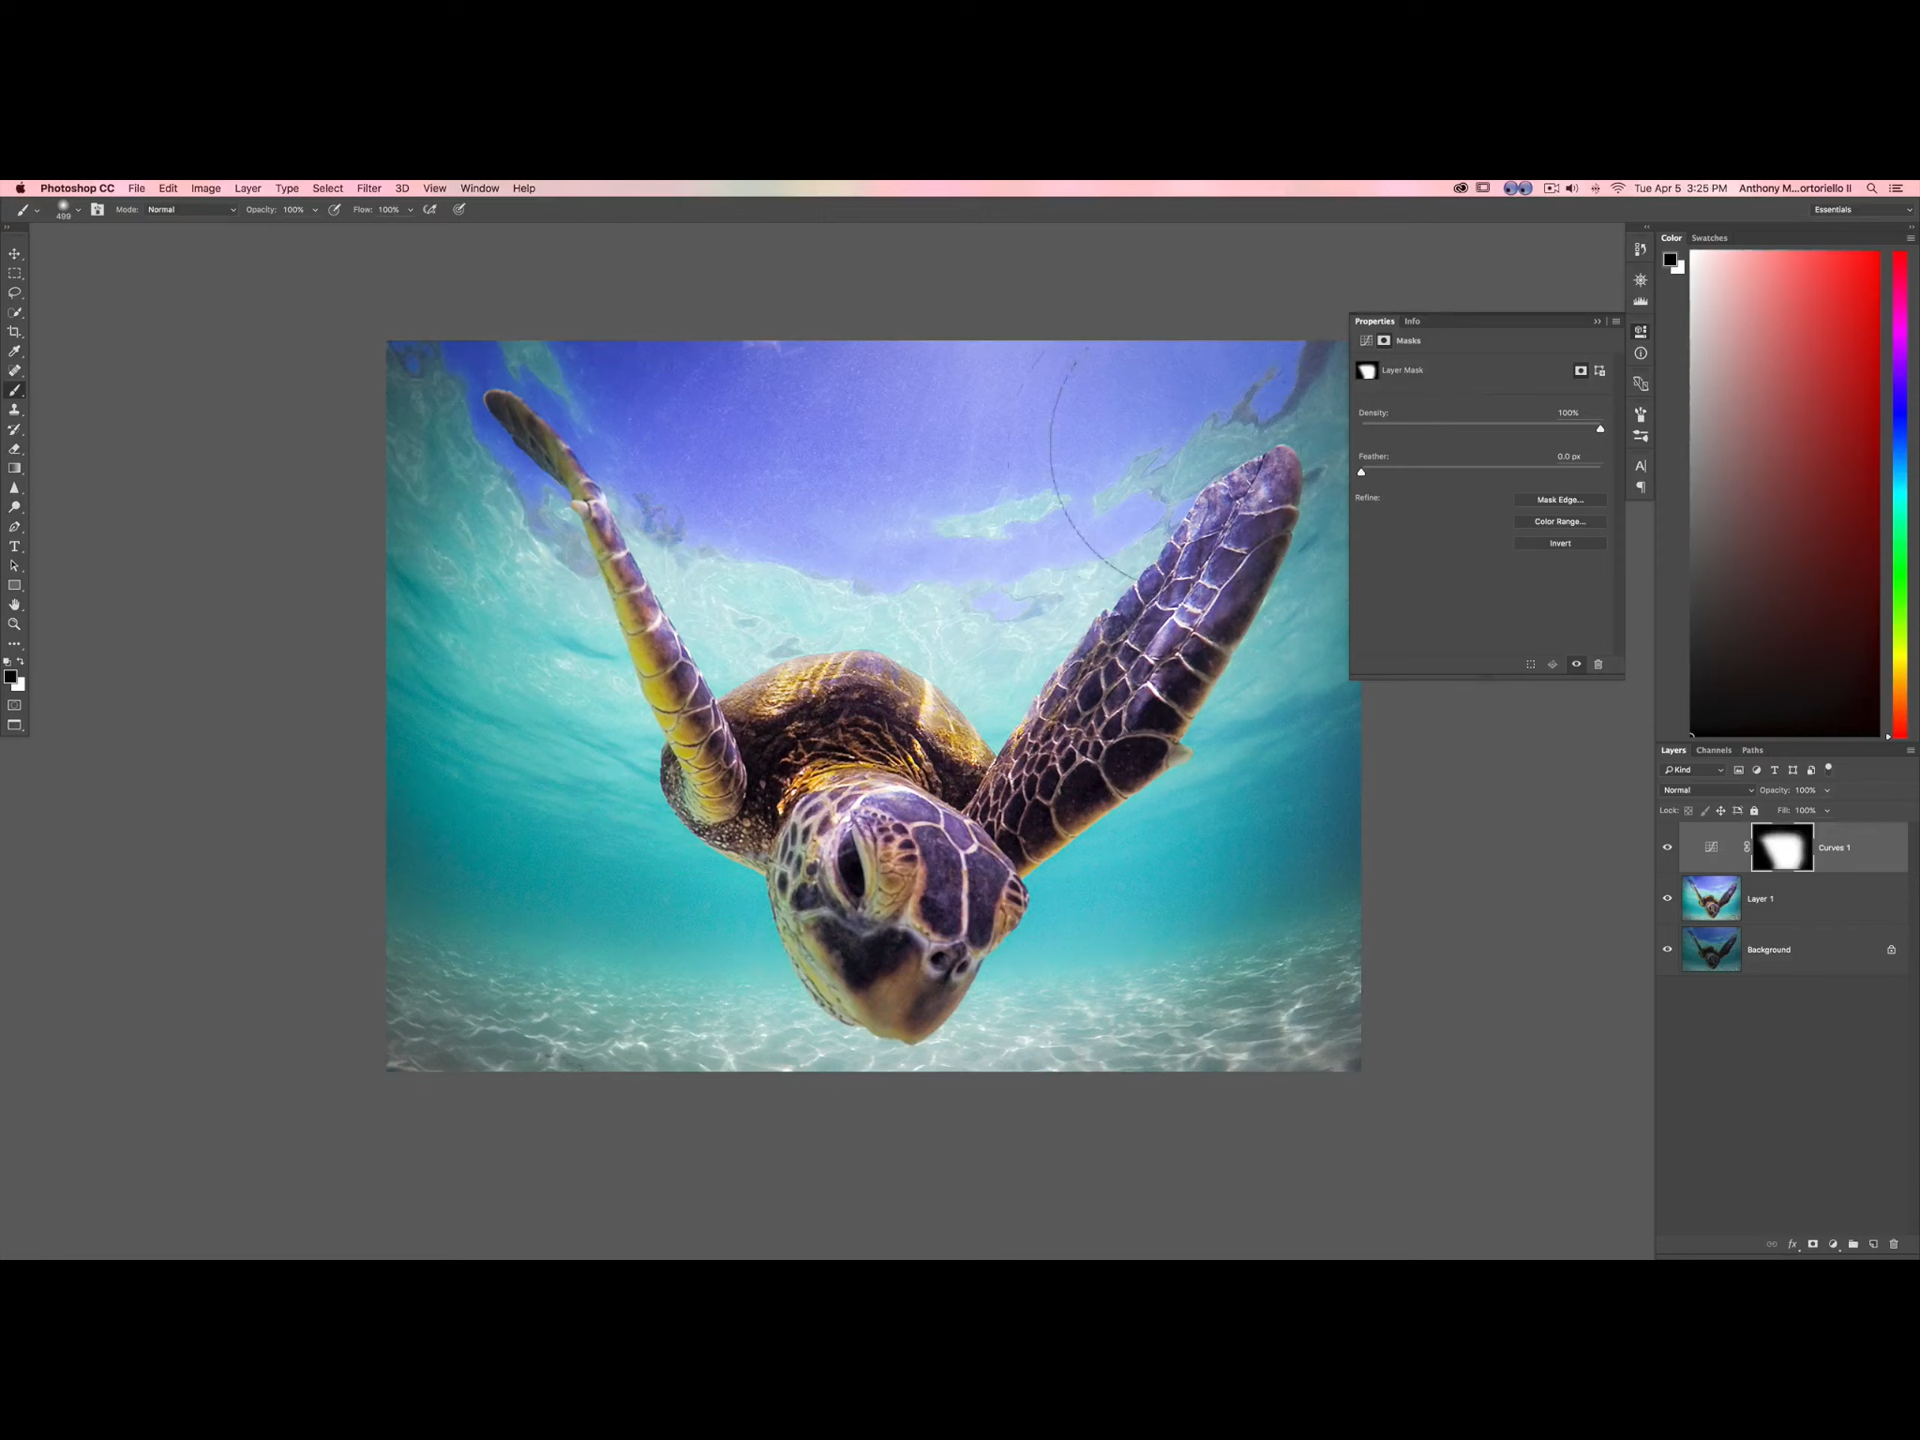 Photoshop CC File Edit Image Layer Type Select Filter 3D View Window Help Tue Apr 5 3:25 PM Anthony M...ortoriello II
499 Mode: Normal Opacity: 100% Flow: 100% Essentials
Color Swatches
Properties Info
Masks
Layer Mask
Density: 100%
Feather: 0.0 px
Refine: Mask Edge...
Color Range...
Invert
Layers Channels Paths
Kind
Normal Opacity: 100%
Lock: Fill: 100%
Curves 1
Layer 1
Background
fx